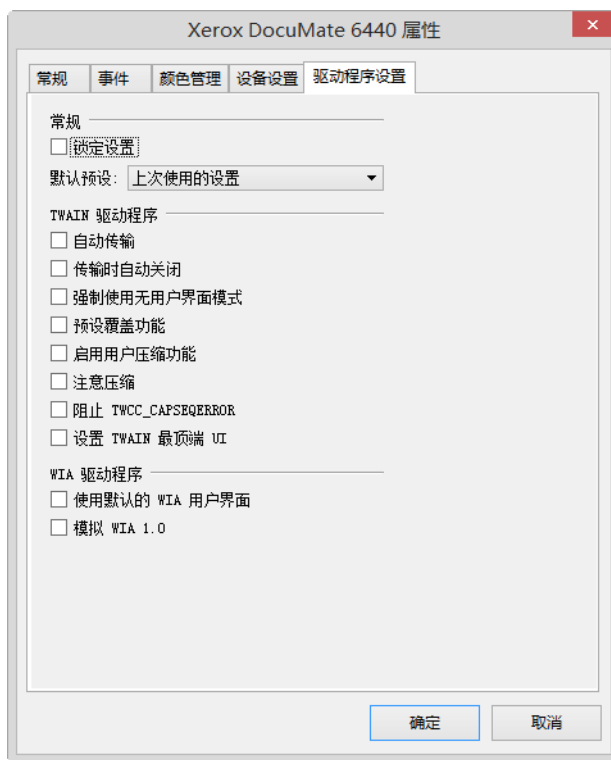 Xerox DocuMate 6440 属性
常规 事件 颜色管理 设备设置 驱动程序设置
常规
锁定设置
默认预设: 上次使用的设置
TWAIN 驱动程序
自动传输
传输时自动关闭
强制使用无用户界面模式
预设覆盖功能
启用用户压缩功能
注意压缩
阻止 TWCC_CAPSEQERROR
设置 TWAIN 最顶端 UI
WIA 驱动程序
使用默认的 WIA 用户界面
模拟 WIA 1.0
确定 取消